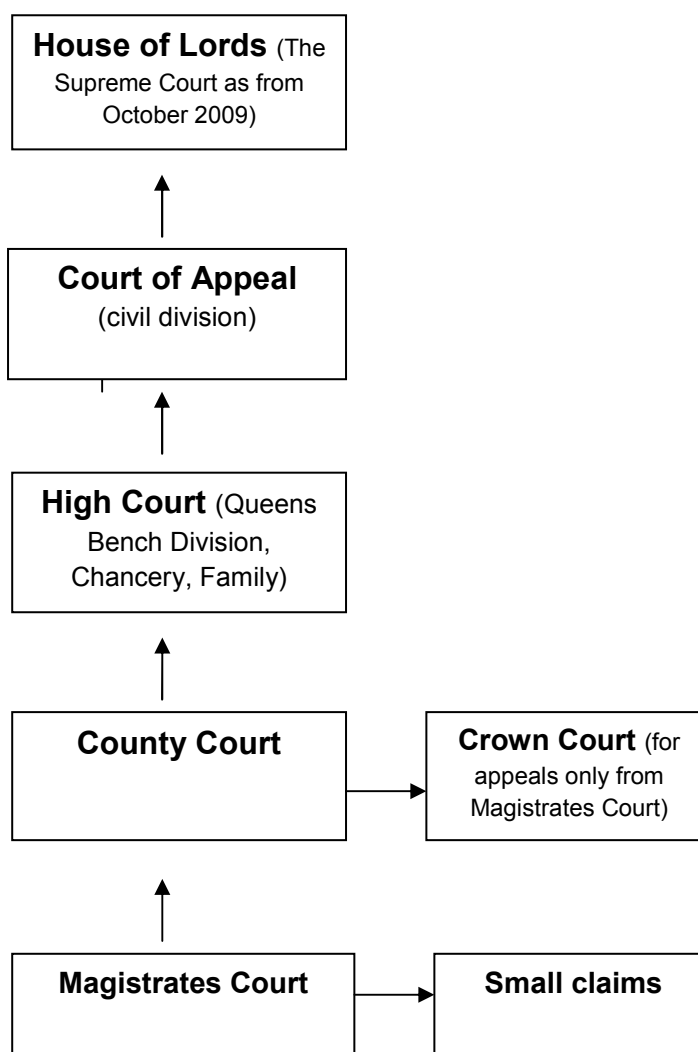 House of Lords (The
Supreme Court as from
October 2009)
Court of Appeal
(civil division)
High Court (Queens
Bench Division,
Chancery, Family)
County Court
Crown Court (for
appeals only from
Magistrates Court)
Magistrates Court
Small claims